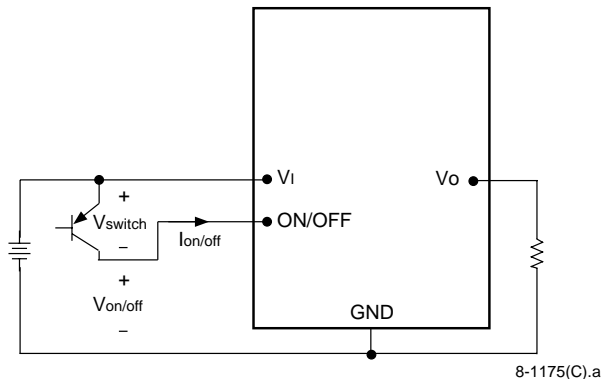 VI
VO
+
Vswitch
–
Ion/off
ON/OFF
+
Von/off
–
GND
8-1175(C).a